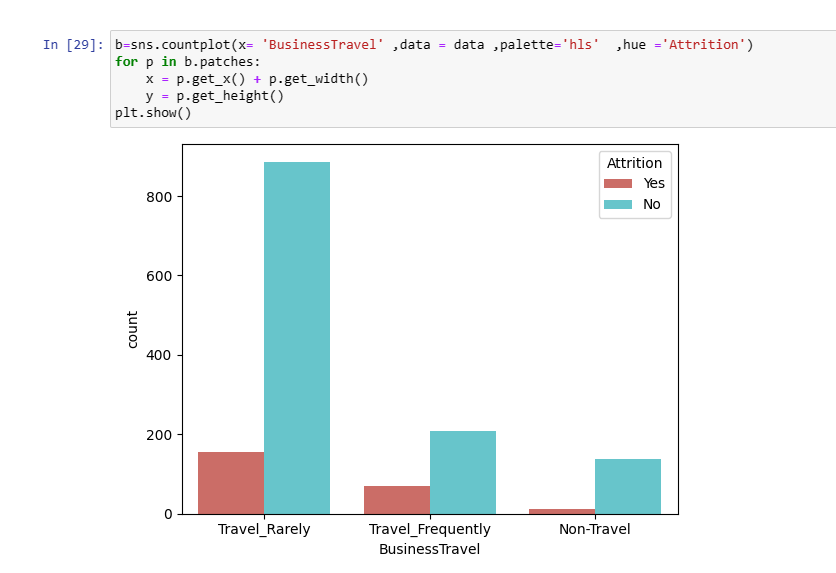 In [29]: b=sns.countplot(x= 'BusinessTravel' ,data = data ,palette='hls'  ,hue ='Attrition')
for p in b.patches:
    x = p.get_x() + p.get_width()
    y = p.get_height()
plt.show()
Attrition
Yes
No
800
600
400
200
0
count
Travel_Rarely
Travel_Frequently
Non-Travel
BusinessTravel